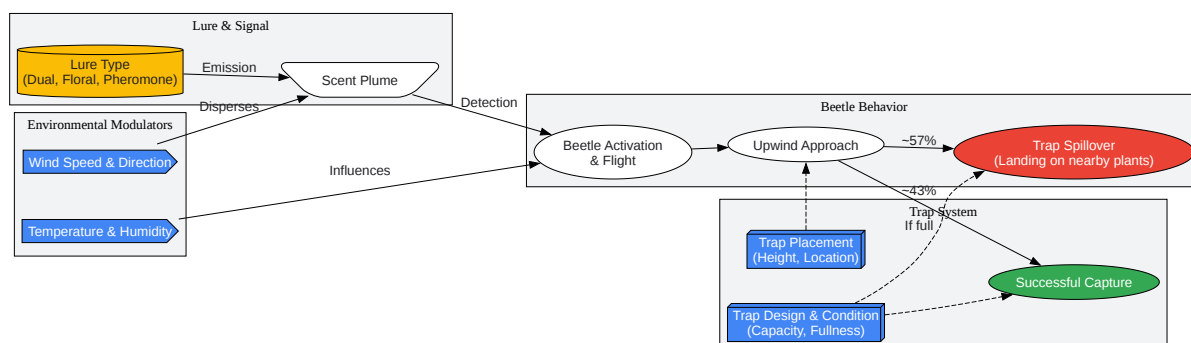 Lure & Signal
Lure Type
(Dual, Floral, Pheromone)
Emission
Scent Plume
Disperses
Detection
Environmental Modulators
Wind Speed & Direction
Influences
Temperature & Humidity
Beetle Behavior
Beetle Activation
& Flight
Upwind Approach
~57%
Trap Spillover
(Landing on nearby plants)
~43%
Trap System
If full
Trap Placement
(Height, Location)
Successful Capture
Trap Design & Condition
(Capacity, Fullness)